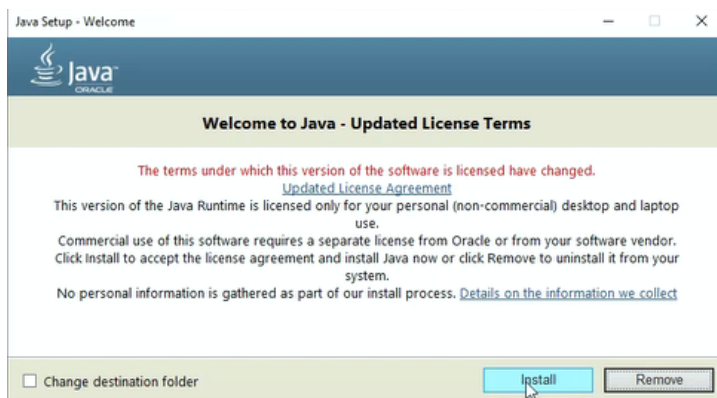 Java Setup - Welcome
Java
ORACLE
Welcome to Java - Updated License Terms
The terms under which this version of the software is licensed have changed.
Updated License Agreement
This version of the Java Runtime is licensed only for your personal (non-commercial) desktop and laptop
use.
Commercial use of this software requires a separate license from Oracle or from your software vendor.
Click Install to accept the license agreement and install Java now or click Remove to uninstall it from your
system.
No personal information is gathered as part of our install process. Details on the information we collect
Change destination folder
Install
Remove